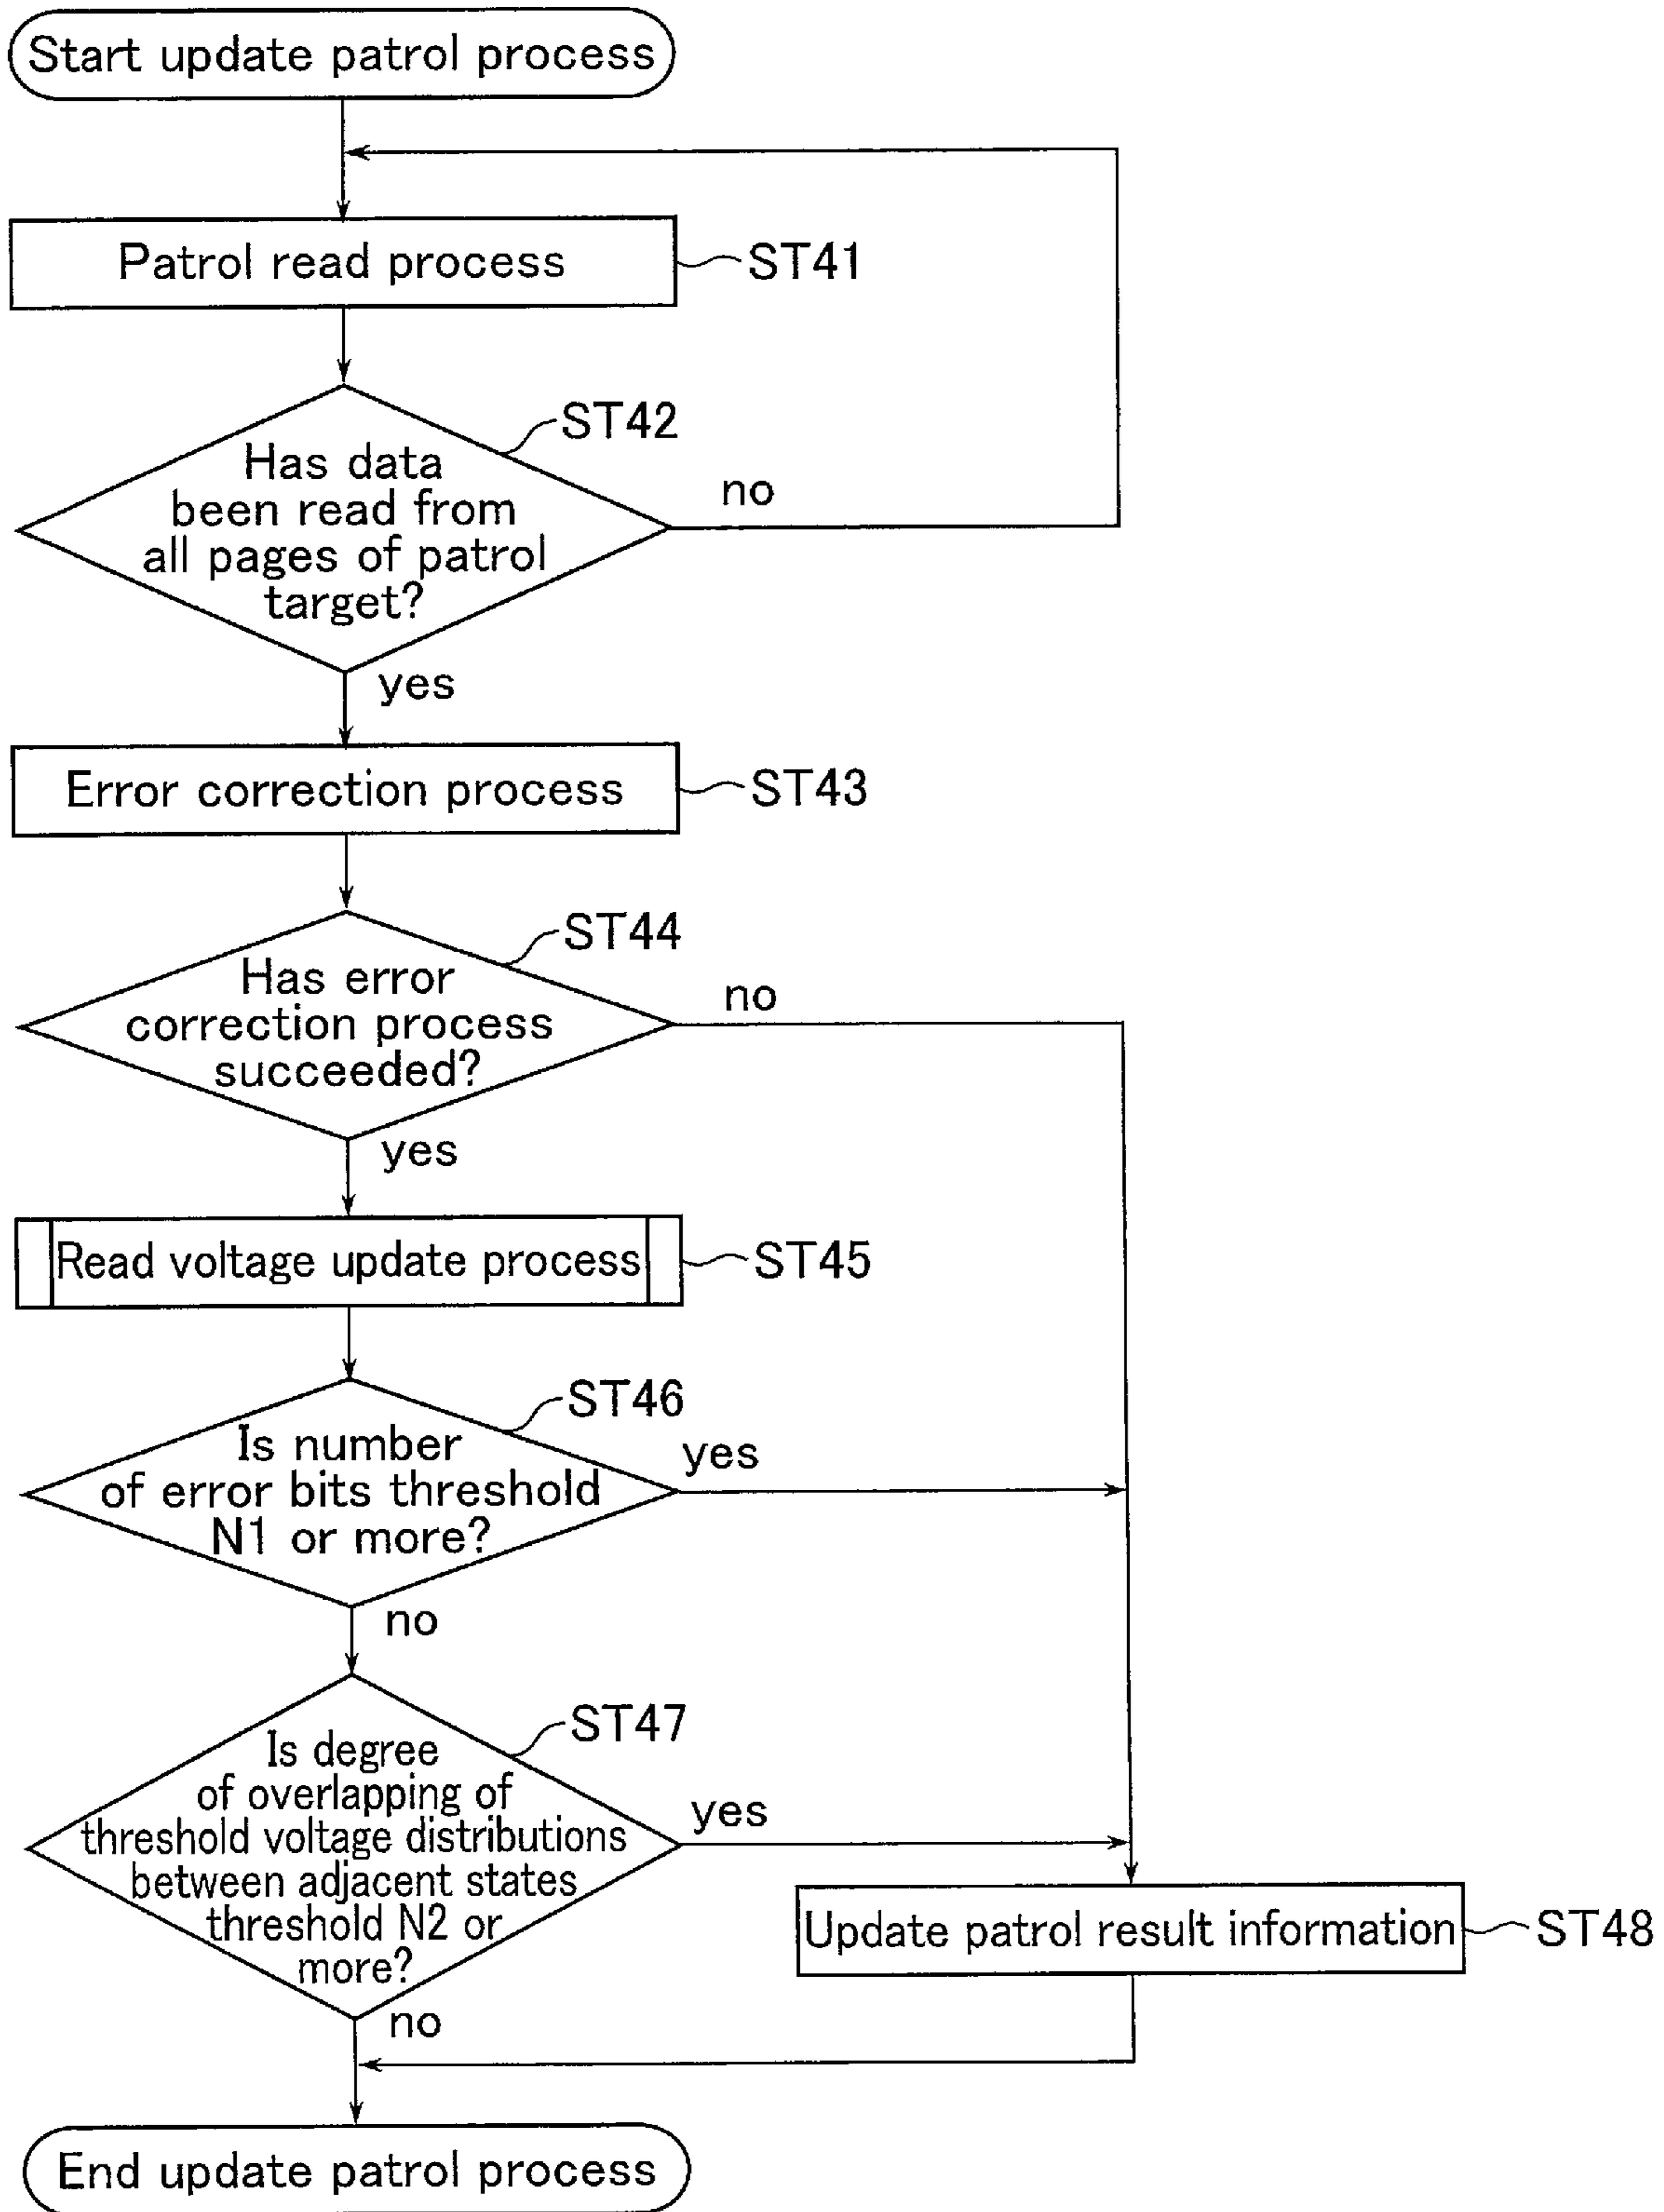 Start update patrol process
Patrol read process
ST41
ST42
Has data
been read from
all pages of patrol
target?
no
yes
Error correction process
ST43
ST44
Has error
correction process
succeeded?
no
yes
Read voltage update process
ST45
ST46
Is number
of error bits threshold
N1 or more?
yes
no
ST47
Is degree
of overlapping of
threshold voltage distributions
between adjacent states
threshold N2 or
more?
yes
no
Update patrol result information
ST48
End update patrol process